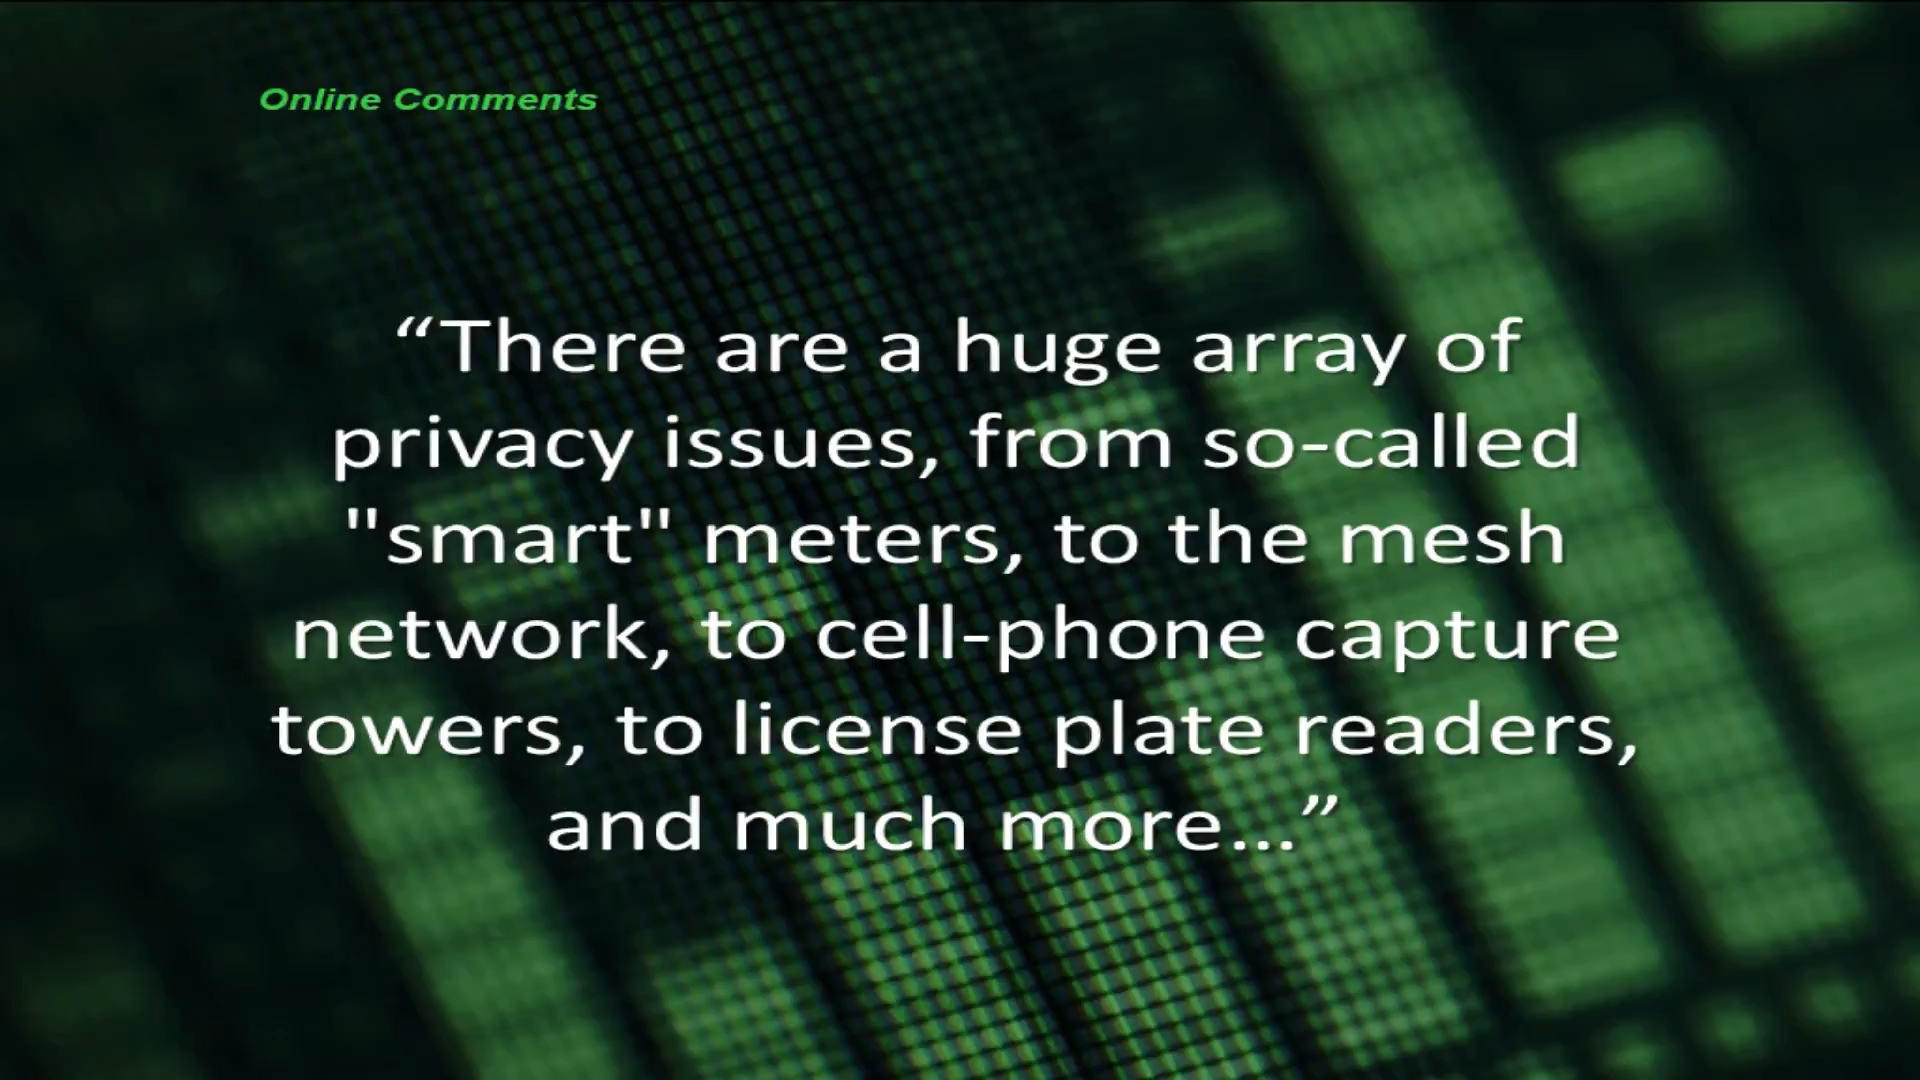 Online Comments
“There are a huge array of
privacy issues, from so-called
"smart" meters, to the mesh
network, to cell-phone capture
towers, to license plate readers,
and much more...”